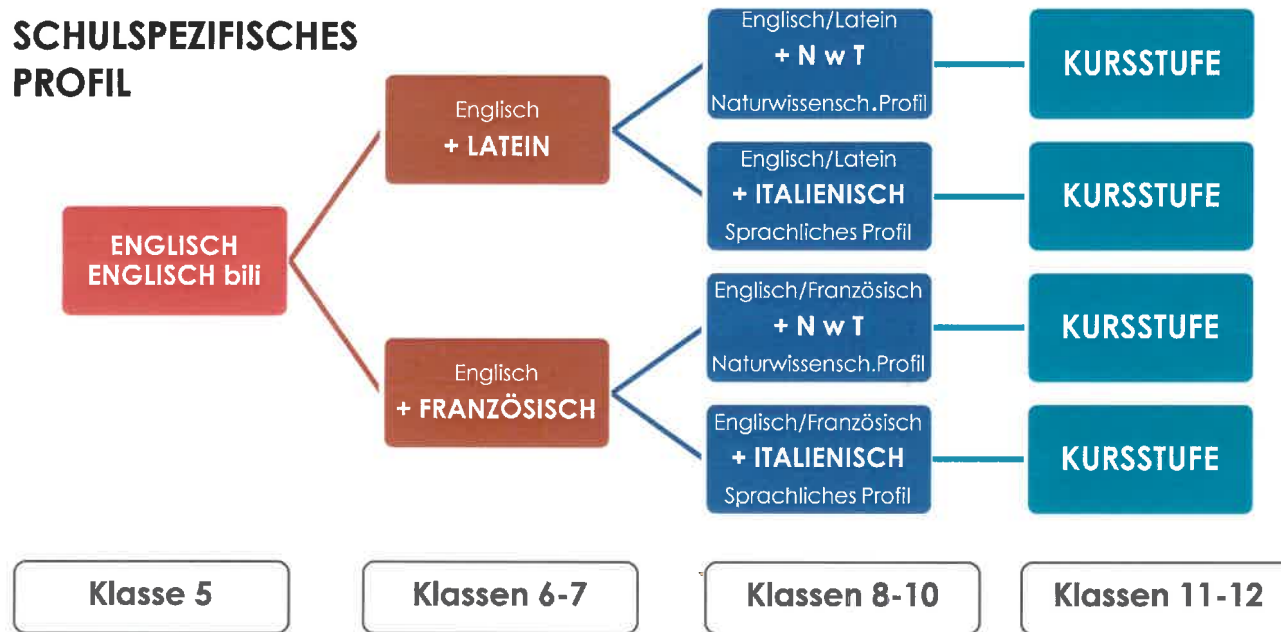 SCHULSPEZIFISCHES
PROFIL
ENGLISCH
ENGLISCH bili
Englisch
+ LATEIN
Englisch
+ FRANZÖSISCH
Englisch/Latein
+ N w T
Naturwissensch.Profil
Englisch/Latein
+ ITALIENISCH
Sprachliches Profil
Englisch/Französisch
+ N w T
Naturwissensch.Profil
Englisch/Französisch
+ ITALIENISCH
Sprachliches Profil
KURSSTUFE
KURSSTUFE
KURSSTUFE
KURSSTUFE
Klasse 5
Klassen 6-7
Klassen 8-10
Klassen 11-12